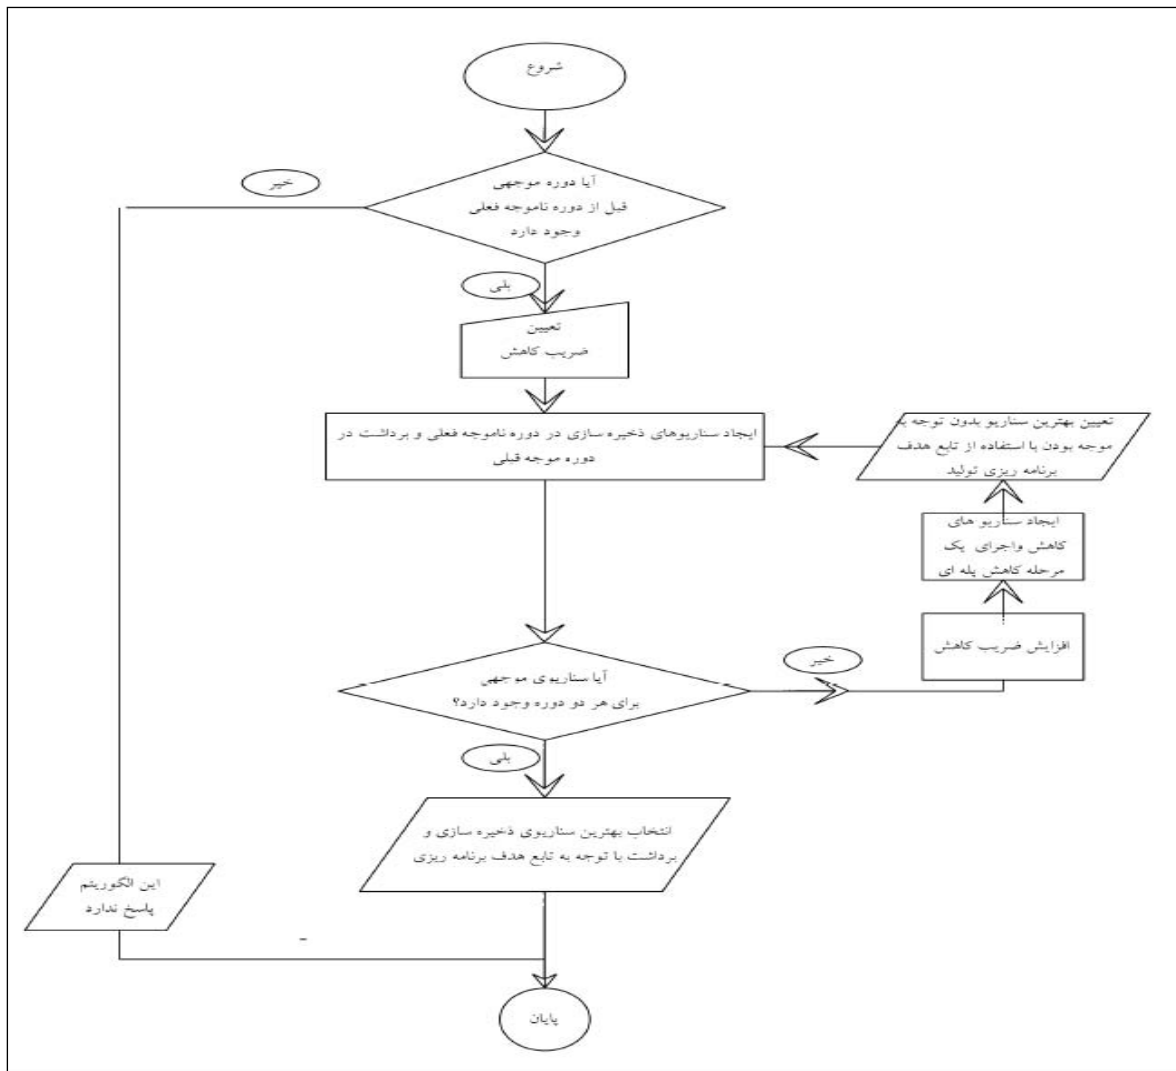 شروع
خیر
آیا دوره موجهی
قبل از دوره ناموجه فعلی
وجود دارد
بلی
تعیین
ضریب کاهش
ایجاد سناریوهای ذخیره سازی در دوره ناموجه فعلی و برداشت در
دوره موجه قبلی
تعیین بهترین سناریو بدون توجه به
موجه بودن با استفاده از تابع هدف
برنامه ریزی تولید
ایجاد سناریو های
کاهش واجرای یک
مرحله کاهش پله ای
افزایش ضریب کاهش
خیر
آیا سناریوی موجهی
برای هر دو دوره وجود دارد؟
بلی
انتخاب بهترین سناریوی ذخیره سازی و
برداشت با توجه به تابع هدف برنامه ریزی
این الگوریتم
پاسخ ندارد
پایان